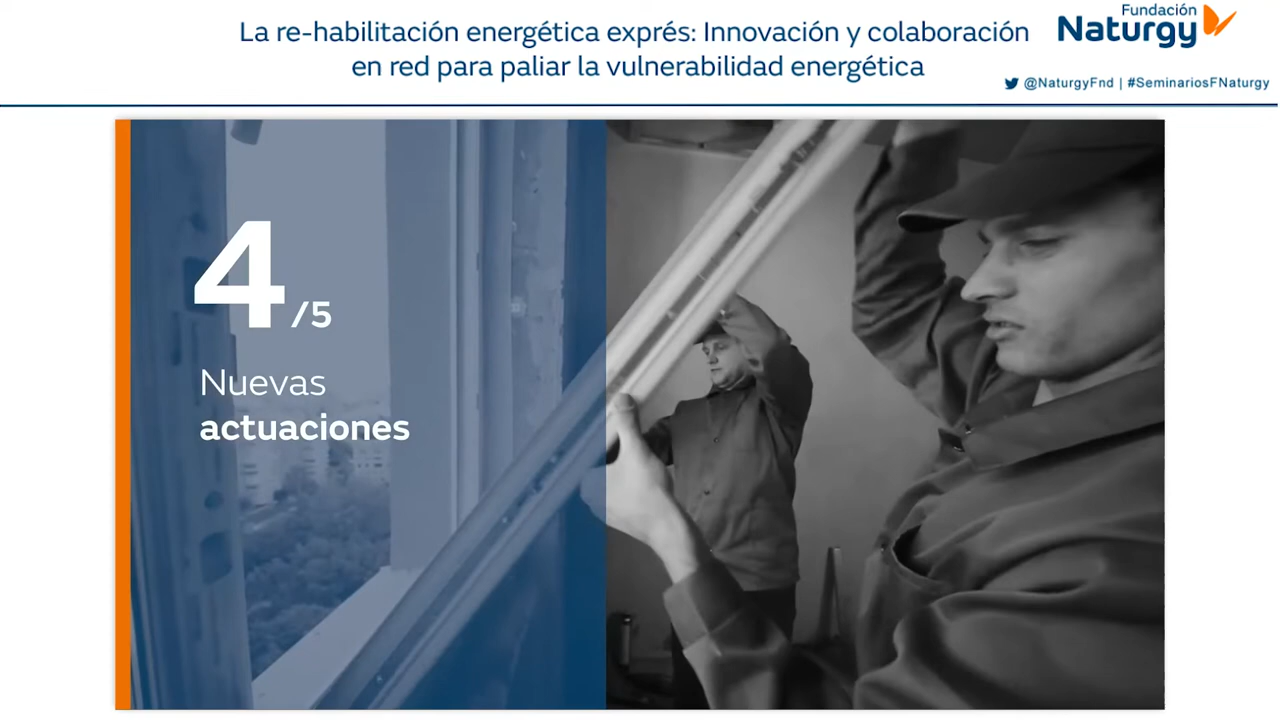 La re-habilitación energética exprés: Innovación y colaboración
en red para paliar la vulnerabilidad energética
Fundación
Naturgy
@NaturgyFnd | #SeminariosFNaturgy
4/5
Nuevas
actuaciones